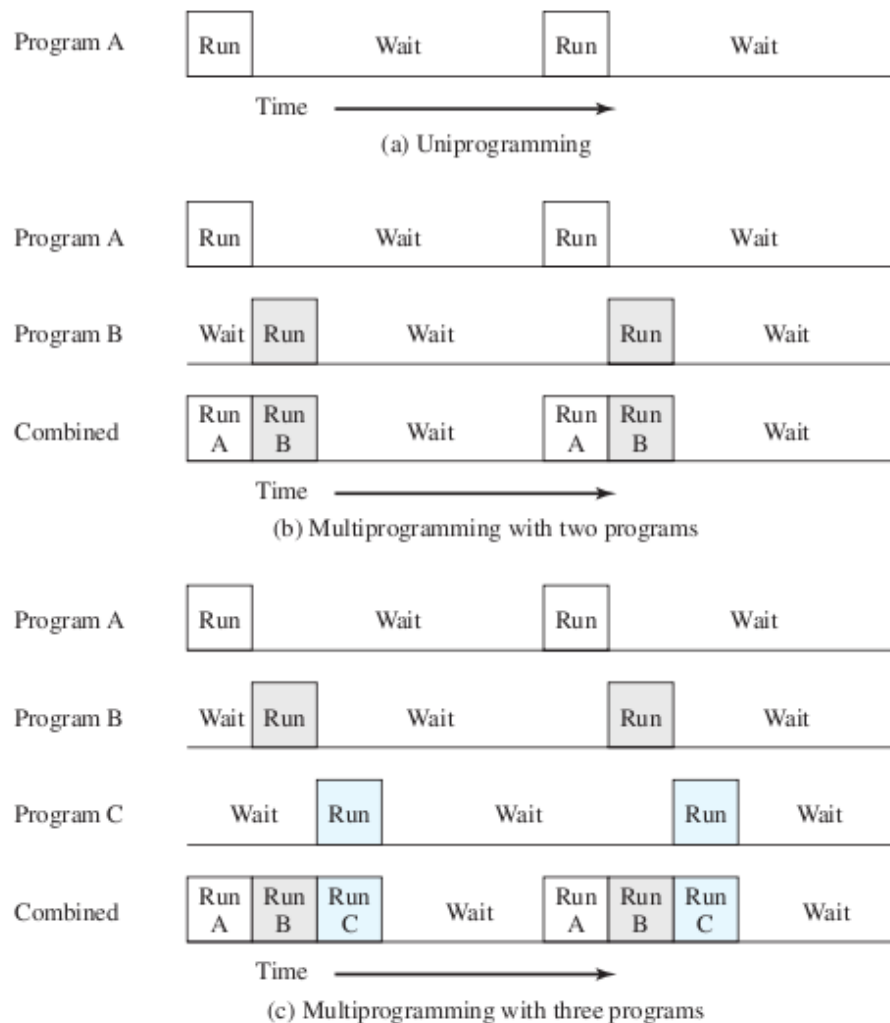 Program A Run Wait Run Wait
Time
(a) Uniprogramming
Program A Run Wait Run Wait
Program B Wait Run Wait Run Wait
Combined Run A Run B Wait Run A Run B Wait
Time
(b) Multiprogramming with two programs
Program A Run Wait Run Wait
Program B Wait Run Wait Run Wait
Program C Wait Run Wait Run Wait
Combined Run A Run B Run C Wait Run A Run B Run C Wait
Time
(c) Multiprogramming with three programs